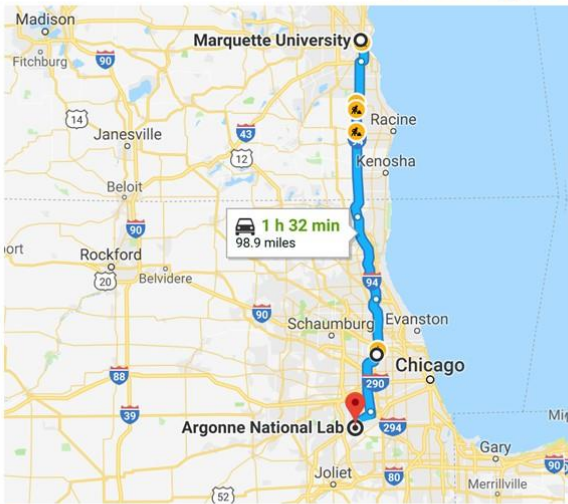 Madison
Marquette University
Fitchburg
90
94
Racine
14
43
Janesville
12
Kenosha
Beloit
90
1 h 32 min
98.9 miles
Rockford
20
Belvidere
94
90
Schaumburg
Evanston
Chicago
88
290
39
Argonne National Lab
294
Gary
Joliet
80
90
52
Merrillville